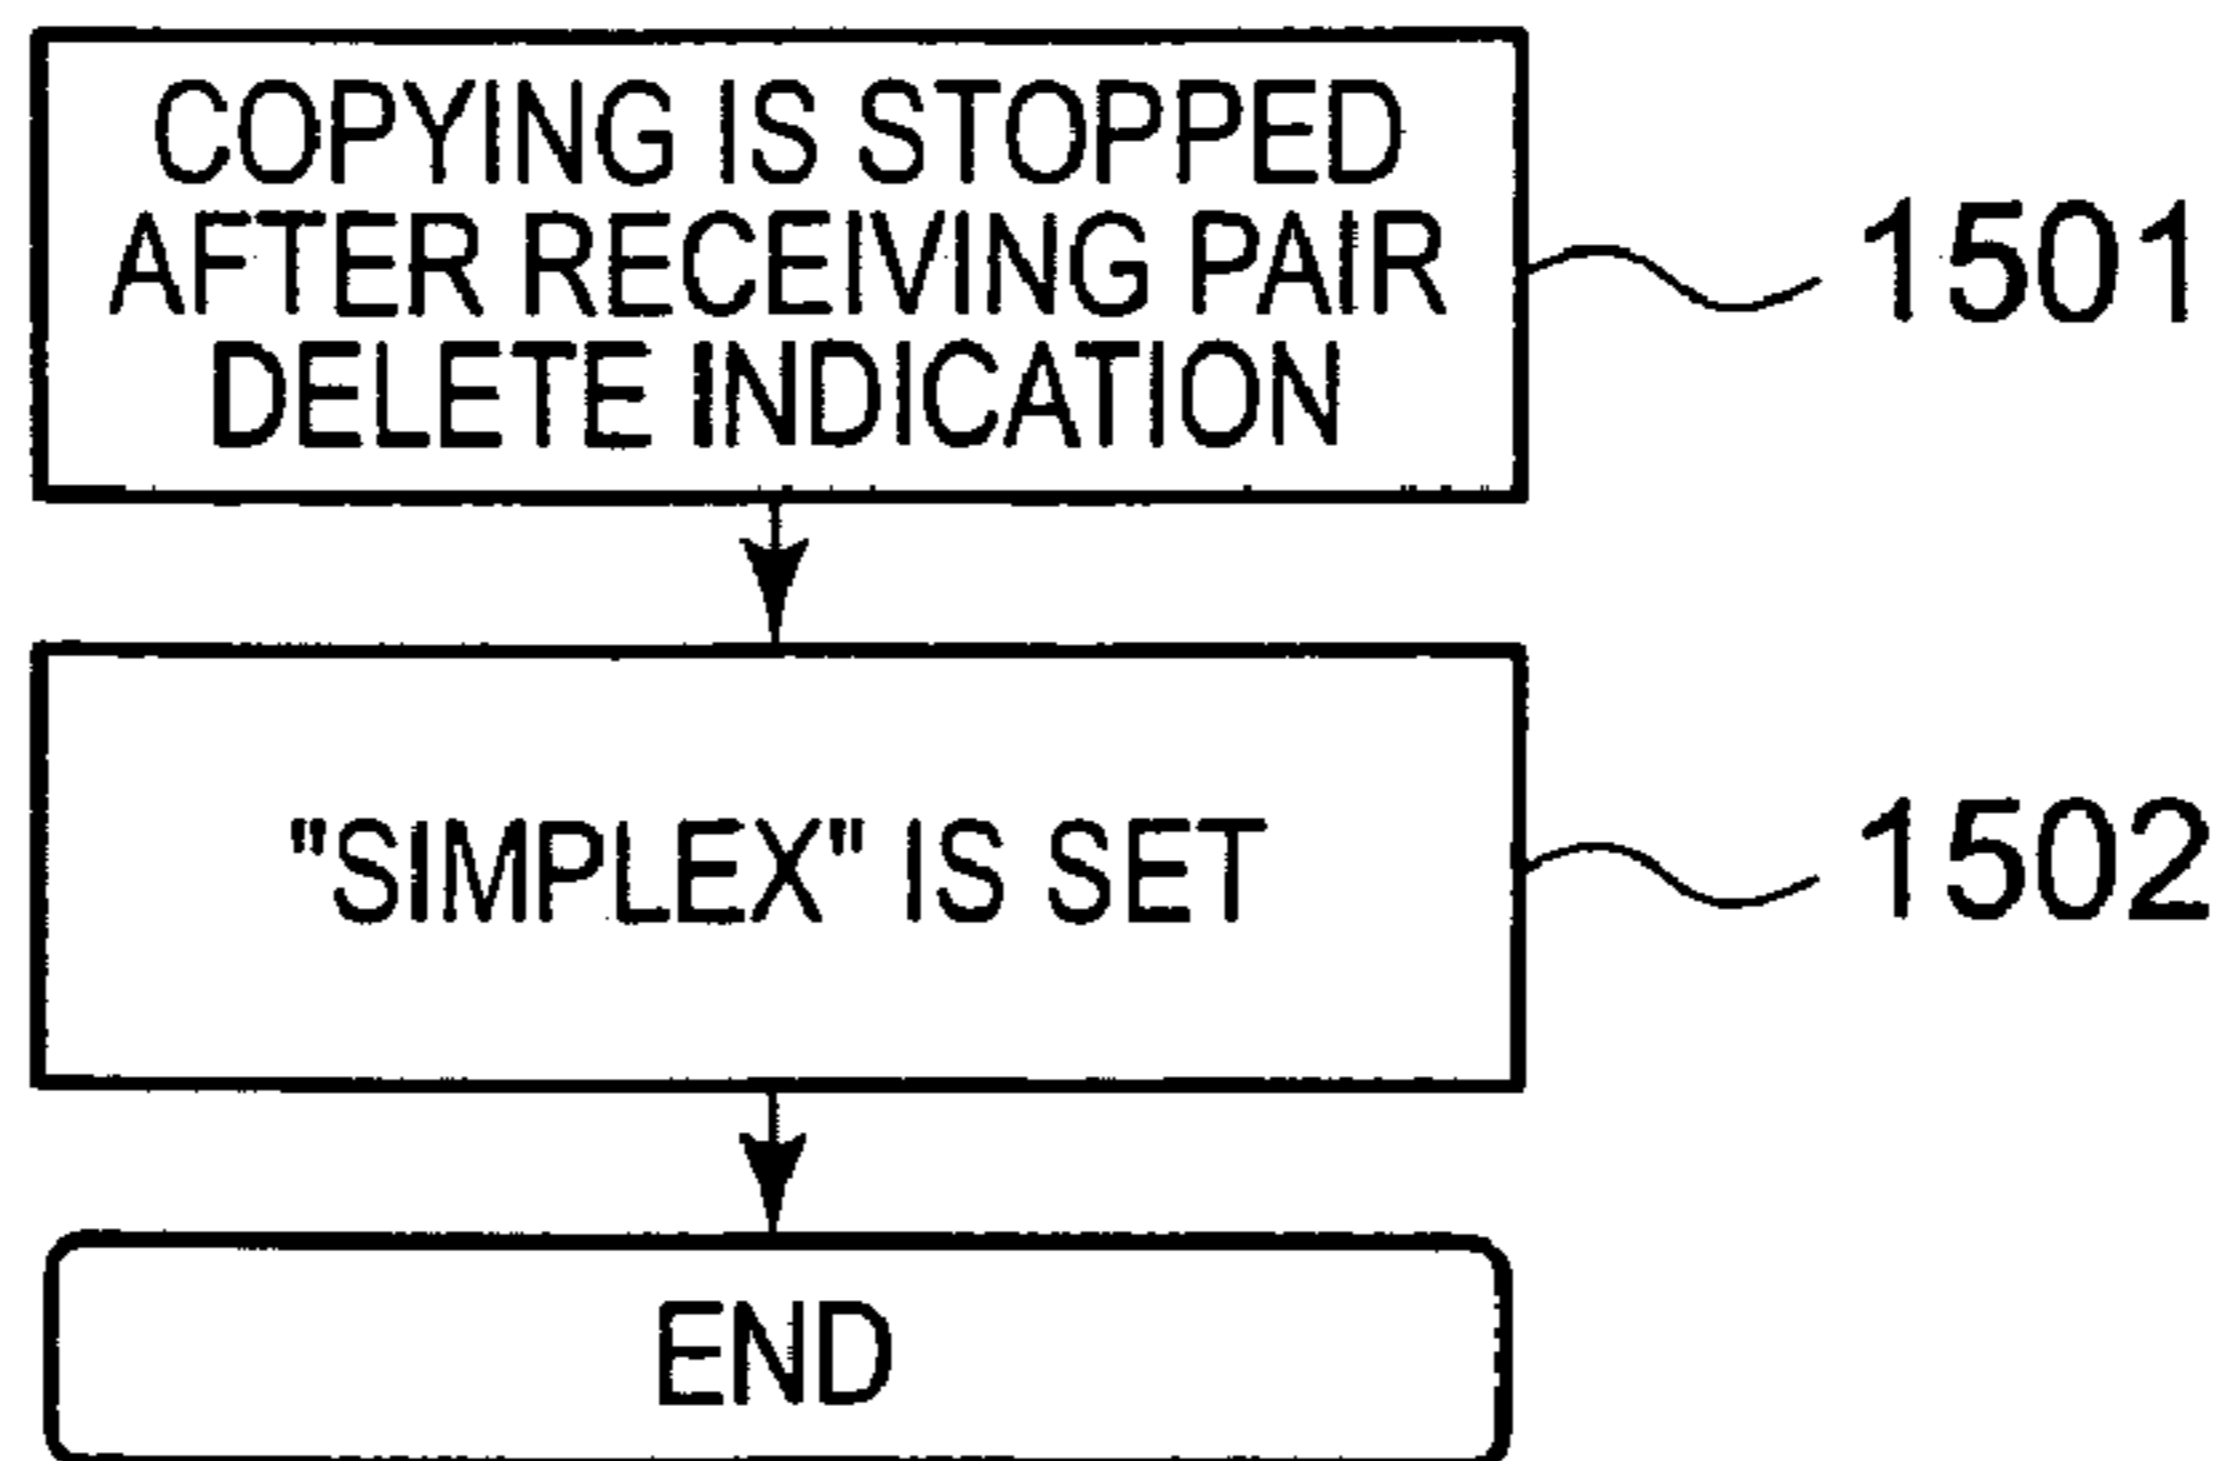 COPYING IS STOPPED
AFTER RECEIVING PAIR
DELETE INDICATION
1501
"SIMPLEX" IS SET
1502
END